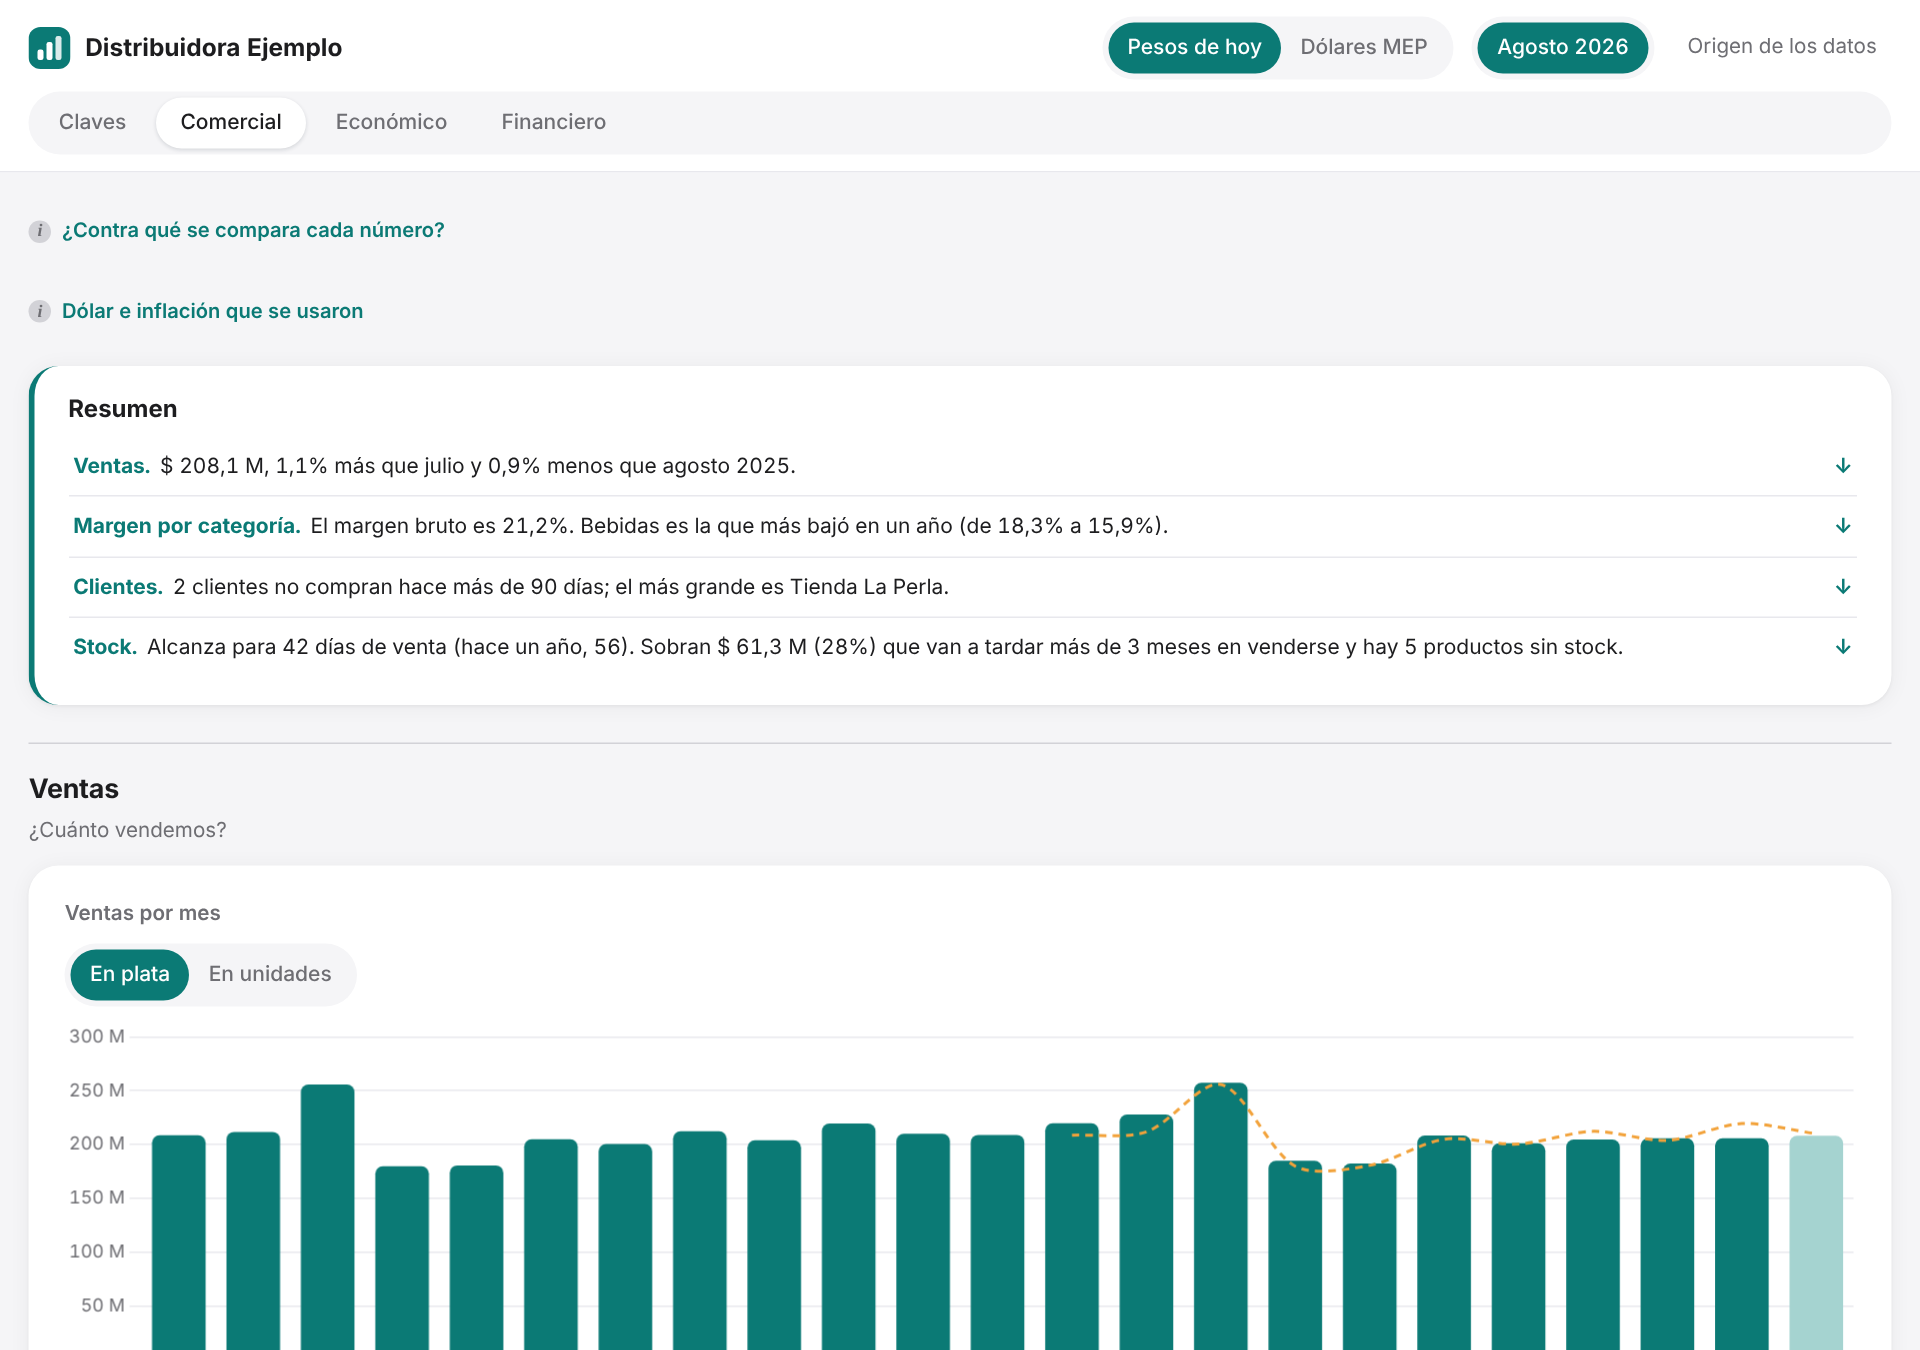 Distribuidora Ejemplo
Pesos de hoy
Dólares MEP
Agosto 2026
Origen de los datos
Claves
Comercial
Económico
Financiero
i ¿Contra qué se compara cada número?
i Dólar e inflación que se usaron
Resumen
Ventas. $ 208,1 M, 1,1% más que julio y 0,9% menos que agosto 2025. ↓
Margen por categoría. El margen bruto es 21,2%. Bebidas es la que más bajó en un año (de 18,3% a 15,9%). ↓
Clientes. 2 clientes no compran hace más de 90 días; el más grande es Tienda La Perla. ↓
Stock. Alcanza para 42 días de venta (hace un año, 56). Sobran $ 61,3 M (28%) que van a tardar más de 3 meses en venderse y hay 5 productos sin stock. ↓
Ventas
¿Cuánto vendemos?
Ventas por mes
En plata
En unidades
300 M
250 M
200 M
150 M
100 M
50 M